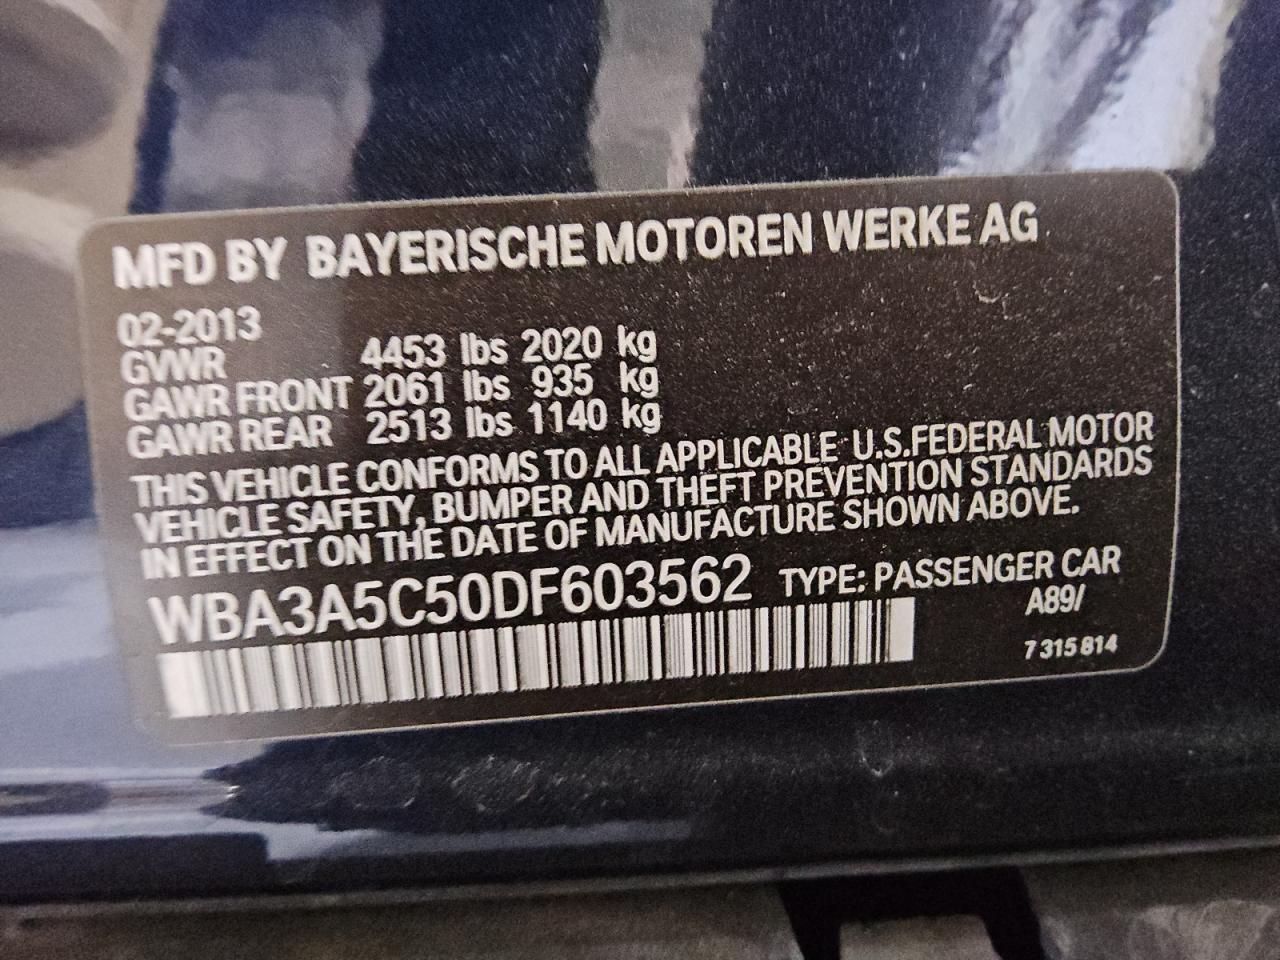 MFD BY BAYERISCHE MOTOREN WERKE AG
02-2013
GVWR 4453 lbs 2020 kg
GAWR FRONT 2061 lbs 935 kg
GAWR REAR 2513 lbs 1140 kg
THIS VEHICLE CONFORMS TO ALL APPLICABLE U.S.FEDERAL MOTOR
VEHICLE SAFETY, BUMPER AND THEFT PREVENTION STANDARDS
IN EFFECT ON THE DATE OF MANUFACTURE SHOWN ABOVE.
WBA3A5C50DF603562 TYPE: PASSENGER CAR
A89/
7 315 814